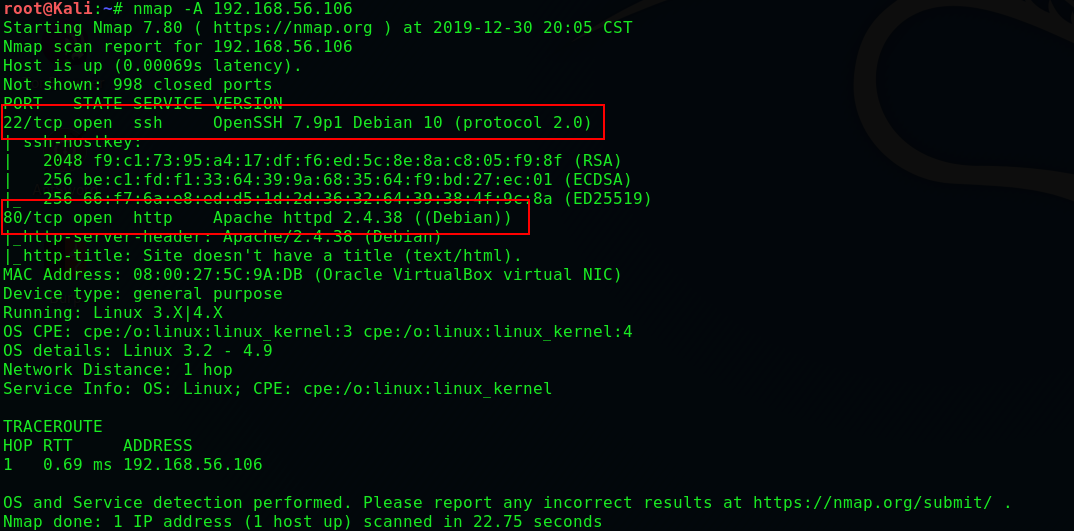 root@Kali:~# nmap -A 192.168.56.106
Starting Nmap 7.80 ( https://nmap.org ) at 2019-12-30 20:05 CST
Nmap scan report for 192.168.56.106
Host is up (0.00069s latency).
Not shown: 998 closed ports
PORT   STATE SERVICE VERSION
22/tcp open  ssh     OpenSSH 7.9p1 Debian 10 (protocol 2.0)
| ssh-hostkey:
|   2048 f9:c1:73:95:a4:17:df:f6:ed:5c:8e:8a:c8:05:f9:8f (RSA)
|   256 be:c1:fd:f1:33:64:39:9a:68:35:64:f9:bd:27:ec:01 (ECDSA)
|_  256 66:f7:6a:e8:ed:d5:1d:2d:36:32:64:39:38:4f:9c:8a (ED25519)
80/tcp open  http    Apache httpd 2.4.38 ((Debian))
|_http-server-header: Apache/2.4.38 (Debian)
|_http-title: Site doesn't have a title (text/html).
MAC Address: 08:00:27:5C:9A:DB (Oracle VirtualBox virtual NIC)
Device type: general purpose
Running: Linux 3.X|4.X
OS CPE: cpe:/o:linux:linux_kernel:3 cpe:/o:linux:linux_kernel:4
OS details: Linux 3.2 - 4.9
Network Distance: 1 hop
Service Info: OS: Linux; CPE: cpe:/o:linux:linux_kernel
TRACEROUTE
HOP RTT     ADDRESS
1   0.69 ms 192.168.56.106
OS and Service detection performed. Please report any incorrect results at https://nmap.org/submit/ .
Nmap done: 1 IP address (1 host up) scanned in 22.75 seconds